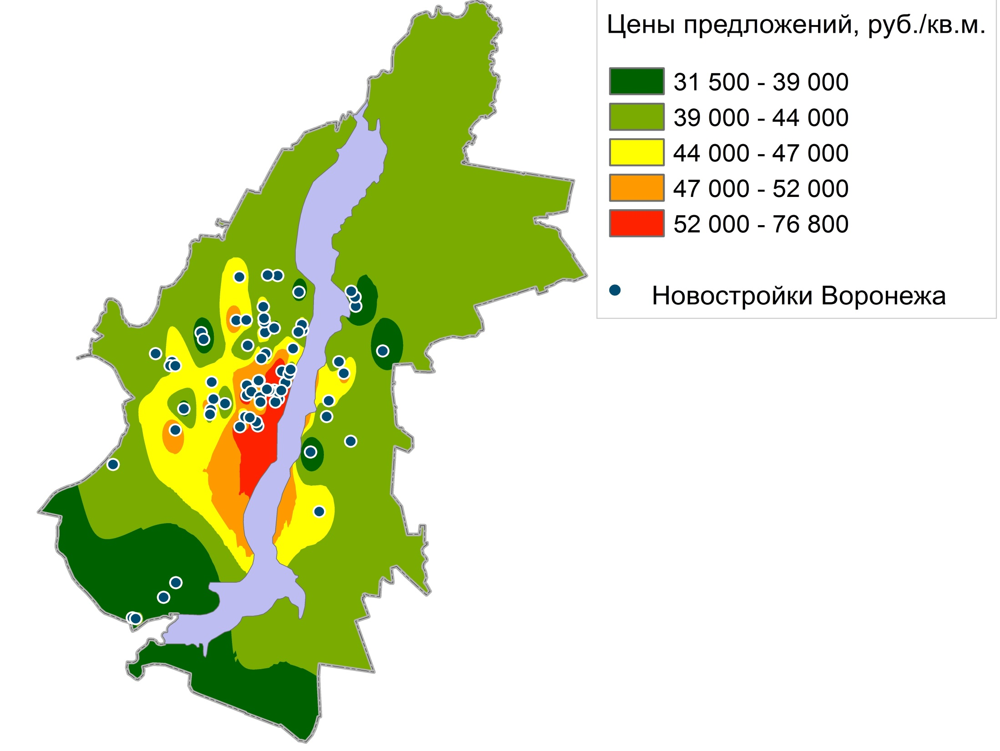 Цены предложений, руб./кв.м.
31 500 - 39 000
39 000 - 44 000
44 000 - 47 000
47 000 - 52 000
52 000 - 76 800
Новостройки Воронежа